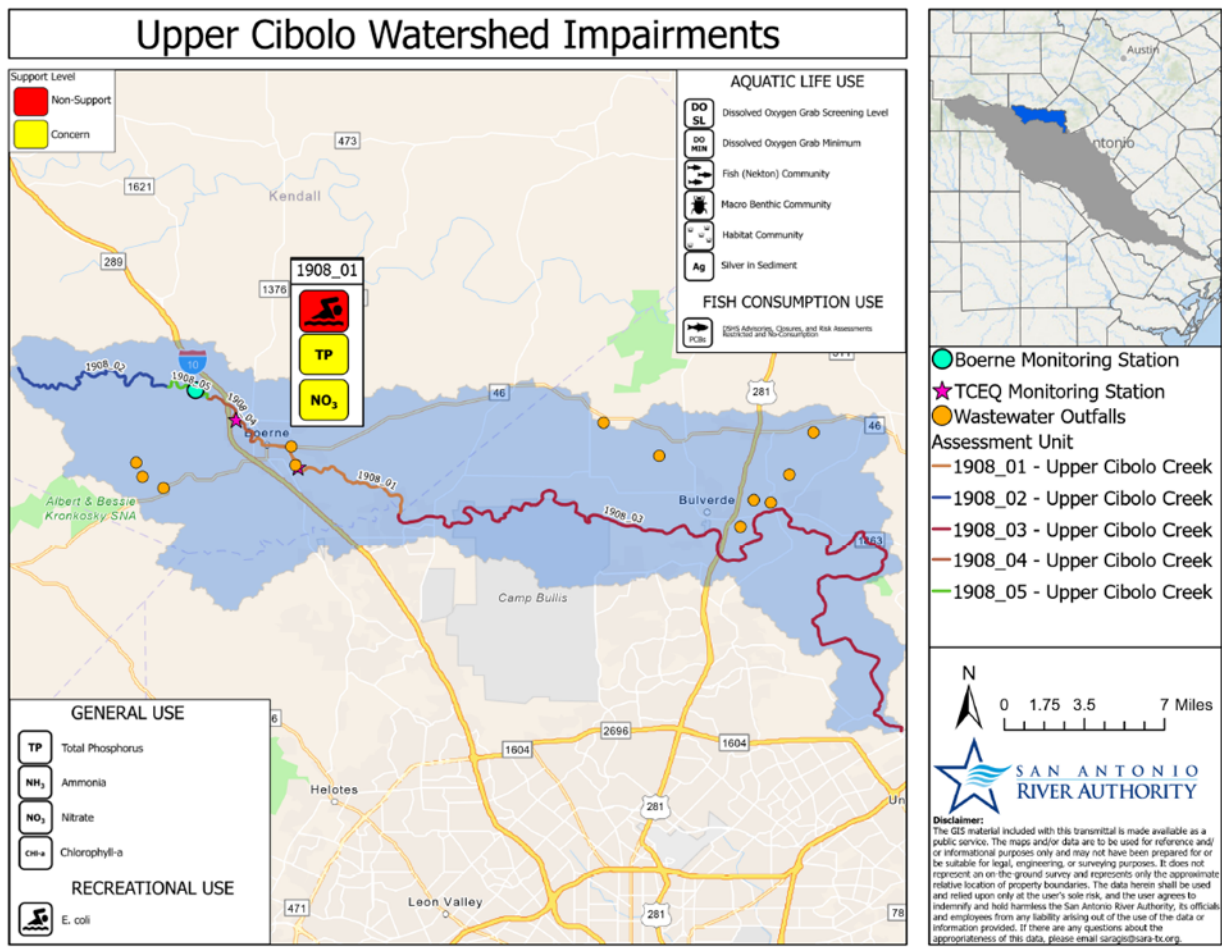 Upper Cibolo Watershed Impairments
Support Level
Non-Support
Concern
AQUATIC LIFE USE
DO
SL
Dissolved Oxygen Grab Screening Level
DO
MIN
Dissolved Oxygen Grab Minimum
Fish (Nekton) Community
Macro Benthic Community
Habitat Community
Ag
Silver in Sediment
FISH CONSUMPTION USE
PCBs
DSHS Advisories, Closures, and Risk Assessments
Restricted and No-Consumption
473
1621
Kendall
289
1376
1908_01
TP
NO3
10
1908_02
1908_05
1908_04
Boerne
46
281
46
1908_01
1908_03
Bulverde
1863
Albert & Bessie
Kronkosky SNA
Camp Bullis
2696
1604
1604
Helotes
281
Un
Leon Valley
471
281
78
GENERAL USE
TP
Total Phosphorus
NH3
Ammonia
NO3
Nitrate
CHl-a
Chlorophyll-a
RECREATIONAL USE
E. coli
Austin
ntonio
Boerne Monitoring Station
TCEQ Monitoring Station
Wastewater Outfalls
Assessment Unit
1908_01 - Upper Cibolo Creek
1908_02 - Upper Cibolo Creek
1908_03 - Upper Cibolo Creek
1908_04 - Upper Cibolo Creek
1908_05 - Upper Cibolo Creek
N
0 1.75 3.5 7 Miles
SAN ANTONIO
RIVER AUTHORITY
Disclaimer:
The GIS material included with this transmittal is made available as a
public service. The maps and/or data are to be used for reference and/
or informational purposes only and may not have been prepared for or
be suitable for legal, engineering, or surveying purposes. It does not
represent an on-the-ground survey and represents only the approximate
relative location of property boundaries. The data herein shall be used
and relied upon only at the user's sole risk, and the user agrees to
indemnify and hold harmless the San Antonio River Authority, its officials
and employees from any liability arising out of the use of the data or
information provided. If there are any questions about the
appropriateness of this data, please email saragis@sara-tx.org.